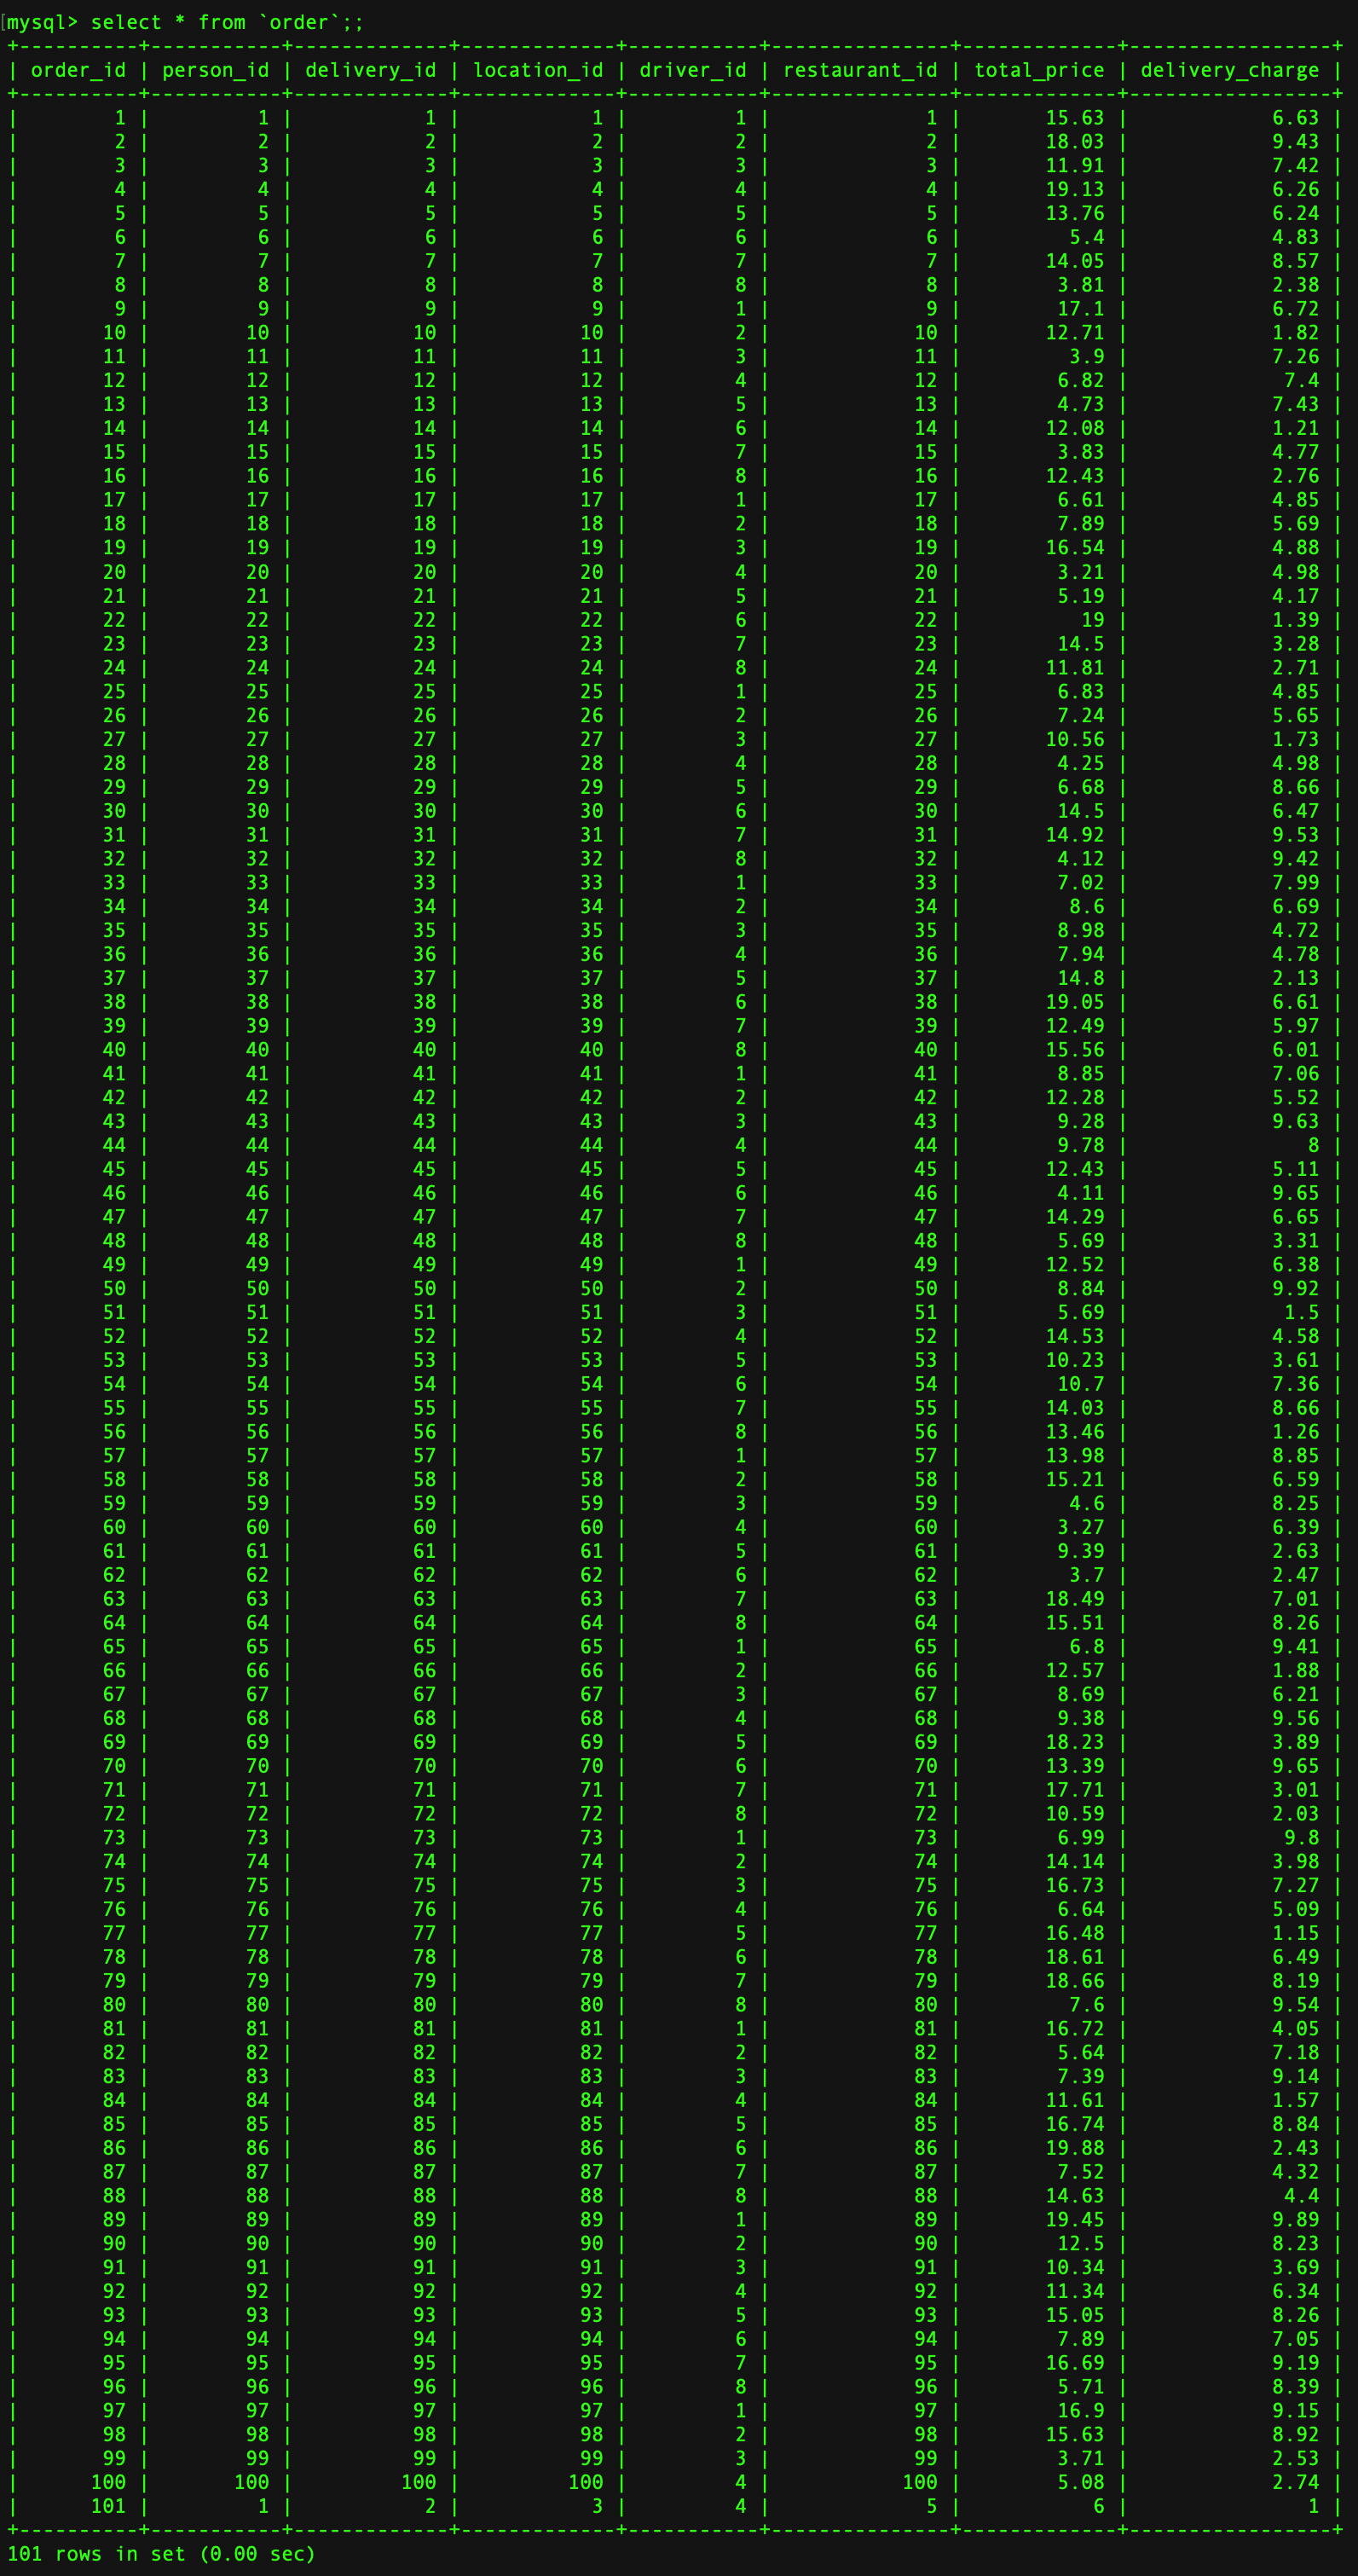 [mysql> select * from `order`;;
+----------+-----------+-------------+-------------+-----------+---------------+-------------+-----------------+
| order_id | person_id | delivery_id | location_id | driver_id | restaurant_id | total_price | delivery_charge |
+----------+-----------+-------------+-------------+-----------+---------------+-------------+-----------------+
| 1 | 1 | 1 | 1 | 1 | 1 | 15.63 | 6.63 |
| 2 | 2 | 2 | 2 | 2 | 2 | 18.03 | 9.43 |
| 3 | 3 | 3 | 3 | 3 | 3 | 11.91 | 7.42 |
| 4 | 4 | 4 | 4 | 4 | 4 | 19.13 | 6.26 |
| 5 | 5 | 5 | 5 | 5 | 5 | 13.76 | 6.24 |
| 6 | 6 | 6 | 6 | 6 | 6 | 5.4 | 4.83 |
| 7 | 7 | 7 | 7 | 7 | 7 | 14.05 | 8.57 |
| 8 | 8 | 8 | 8 | 8 | 8 | 3.81 | 2.38 |
| 9 | 9 | 9 | 9 | 1 | 9 | 17.1 | 6.72 |
| 10 | 10 | 10 | 10 | 2 | 10 | 12.71 | 1.82 |
| 11 | 11 | 11 | 11 | 3 | 11 | 3.9 | 7.26 |
| 12 | 12 | 12 | 12 | 4 | 12 | 6.82 | 7.4 |
| 13 | 13 | 13 | 13 | 5 | 13 | 4.73 | 7.43 |
| 14 | 14 | 14 | 14 | 6 | 14 | 12.08 | 1.21 |
| 15 | 15 | 15 | 15 | 7 | 15 | 3.83 | 4.77 |
| 16 | 16 | 16 | 16 | 8 | 16 | 12.43 | 2.76 |
| 17 | 17 | 17 | 17 | 1 | 17 | 6.61 | 4.85 |
| 18 | 18 | 18 | 18 | 2 | 18 | 7.89 | 5.69 |
| 19 | 19 | 19 | 19 | 3 | 19 | 16.54 | 4.88 |
| 20 | 20 | 20 | 20 | 4 | 20 | 3.21 | 4.98 |
| 21 | 21 | 21 | 21 | 5 | 21 | 5.19 | 4.17 |
| 22 | 22 | 22 | 22 | 6 | 22 | 19 | 1.39 |
| 23 | 23 | 23 | 23 | 7 | 23 | 14.5 | 3.28 |
| 24 | 24 | 24 | 24 | 8 | 24 | 11.81 | 2.71 |
| 25 | 25 | 25 | 25 | 1 | 25 | 6.83 | 4.85 |
| 26 | 26 | 26 | 26 | 2 | 26 | 7.24 | 5.65 |
| 27 | 27 | 27 | 27 | 3 | 27 | 10.56 | 1.73 |
| 28 | 28 | 28 | 28 | 4 | 28 | 4.25 | 4.98 |
| 29 | 29 | 29 | 29 | 5 | 29 | 6.68 | 8.66 |
| 30 | 30 | 30 | 30 | 6 | 30 | 14.5 | 6.47 |
| 31 | 31 | 31 | 31 | 7 | 31 | 14.92 | 9.53 |
| 32 | 32 | 32 | 32 | 8 | 32 | 4.12 | 9.42 |
| 33 | 33 | 33 | 33 | 1 | 33 | 7.02 | 7.99 |
| 34 | 34 | 34 | 34 | 2 | 34 | 8.6 | 6.69 |
| 35 | 35 | 35 | 35 | 3 | 35 | 8.98 | 4.72 |
| 36 | 36 | 36 | 36 | 4 | 36 | 7.94 | 4.78 |
| 37 | 37 | 37 | 37 | 5 | 37 | 14.8 | 2.13 |
| 38 | 38 | 38 | 38 | 6 | 38 | 19.05 | 6.61 |
| 39 | 39 | 39 | 39 | 7 | 39 | 12.49 | 5.97 |
| 40 | 40 | 40 | 40 | 8 | 40 | 15.56 | 6.01 |
| 41 | 41 | 41 | 41 | 1 | 41 | 8.85 | 7.06 |
| 42 | 42 | 42 | 42 | 2 | 42 | 12.28 | 5.52 |
| 43 | 43 | 43 | 43 | 3 | 43 | 9.28 | 9.63 |
| 44 | 44 | 44 | 44 | 4 | 44 | 9.78 | 8 |
| 45 | 45 | 45 | 45 | 5 | 45 | 12.43 | 5.11 |
| 46 | 46 | 46 | 46 | 6 | 46 | 4.11 | 9.65 |
| 47 | 47 | 47 | 47 | 7 | 47 | 14.29 | 6.65 |
| 48 | 48 | 48 | 48 | 8 | 48 | 5.69 | 3.31 |
| 49 | 49 | 49 | 49 | 1 | 49 | 12.52 | 6.38 |
| 50 | 50 | 50 | 50 | 2 | 50 | 8.84 | 9.92 |
| 51 | 51 | 51 | 51 | 3 | 51 | 5.69 | 1.5 |
| 52 | 52 | 52 | 52 | 4 | 52 | 14.53 | 4.58 |
| 53 | 53 | 53 | 53 | 5 | 53 | 10.23 | 3.61 |
| 54 | 54 | 54 | 54 | 6 | 54 | 10.7 | 7.36 |
| 55 | 55 | 55 | 55 | 7 | 55 | 14.03 | 8.66 |
| 56 | 56 | 56 | 56 | 8 | 56 | 13.46 | 1.26 |
| 57 | 57 | 57 | 57 | 1 | 57 | 13.98 | 8.85 |
| 58 | 58 | 58 | 58 | 2 | 58 | 15.21 | 6.59 |
| 59 | 59 | 59 | 59 | 3 | 59 | 4.6 | 8.25 |
| 60 | 60 | 60 | 60 | 4 | 60 | 3.27 | 6.39 |
| 61 | 61 | 61 | 61 | 5 | 61 | 9.39 | 2.63 |
| 62 | 62 | 62 | 62 | 6 | 62 | 3.7 | 2.47 |
| 63 | 63 | 63 | 63 | 7 | 63 | 18.49 | 7.01 |
| 64 | 64 | 64 | 64 | 8 | 64 | 15.51 | 8.26 |
| 65 | 65 | 65 | 65 | 1 | 65 | 6.8 | 9.41 |
| 66 | 66 | 66 | 66 | 2 | 66 | 12.57 | 1.88 |
| 67 | 67 | 67 | 67 | 3 | 67 | 8.69 | 6.21 |
| 68 | 68 | 68 | 68 | 4 | 68 | 9.38 | 9.56 |
| 69 | 69 | 69 | 69 | 5 | 69 | 18.23 | 3.89 |
| 70 | 70 | 70 | 70 | 6 | 70 | 13.39 | 9.65 |
| 71 | 71 | 71 | 71 | 7 | 71 | 17.71 | 3.01 |
| 72 | 72 | 72 | 72 | 8 | 72 | 10.59 | 2.03 |
| 73 | 73 | 73 | 73 | 1 | 73 | 6.99 | 9.8 |
| 74 | 74 | 74 | 74 | 2 | 74 | 14.14 | 3.98 |
| 75 | 75 | 75 | 75 | 3 | 75 | 16.73 | 7.27 |
| 76 | 76 | 76 | 76 | 4 | 76 | 6.64 | 5.09 |
| 77 | 77 | 77 | 77 | 5 | 77 | 16.48 | 1.15 |
| 78 | 78 | 78 | 78 | 6 | 78 | 18.61 | 6.49 |
| 79 | 79 | 79 | 79 | 7 | 79 | 18.66 | 8.19 |
| 80 | 80 | 80 | 80 | 8 | 80 | 7.6 | 9.54 |
| 81 | 81 | 81 | 81 | 1 | 81 | 16.72 | 4.05 |
| 82 | 82 | 82 | 82 | 2 | 82 | 5.64 | 7.18 |
| 83 | 83 | 83 | 83 | 3 | 83 | 7.39 | 9.14 |
| 84 | 84 | 84 | 84 | 4 | 84 | 11.61 | 1.57 |
| 85 | 85 | 85 | 85 | 5 | 85 | 16.74 | 8.84 |
| 86 | 86 | 86 | 86 | 6 | 86 | 19.88 | 2.43 |
| 87 | 87 | 87 | 87 | 7 | 87 | 7.52 | 4.32 |
| 88 | 88 | 88 | 88 | 8 | 88 | 14.63 | 4.4 |
| 89 | 89 | 89 | 89 | 1 | 89 | 19.45 | 9.89 |
| 90 | 90 | 90 | 90 | 2 | 90 | 12.5 | 8.23 |
| 91 | 91 | 91 | 91 | 3 | 91 | 10.34 | 3.69 |
| 92 | 92 | 92 | 92 | 4 | 92 | 11.34 | 6.34 |
| 93 | 93 | 93 | 93 | 5 | 93 | 15.05 | 8.26 |
| 94 | 94 | 94 | 94 | 6 | 94 | 7.89 | 7.05 |
| 95 | 95 | 95 | 95 | 7 | 95 | 16.69 | 9.19 |
| 96 | 96 | 96 | 96 | 8 | 96 | 5.71 | 8.39 |
| 97 | 97 | 97 | 97 | 1 | 97 | 16.9 | 9.15 |
| 98 | 98 | 98 | 98 | 2 | 98 | 15.63 | 8.92 |
| 99 | 99 | 99 | 99 | 3 | 99 | 3.71 | 2.53 |
| 100 | 100 | 100 | 100 | 4 | 100 | 5.08 | 2.74 |
| 101 | 1 | 2 | 3 | 4 | 5 | 6 | 1 |
+----------+-----------+-------------+-------------+-----------+---------------+-------------+-----------------+
101 rows in set (0.00 sec)